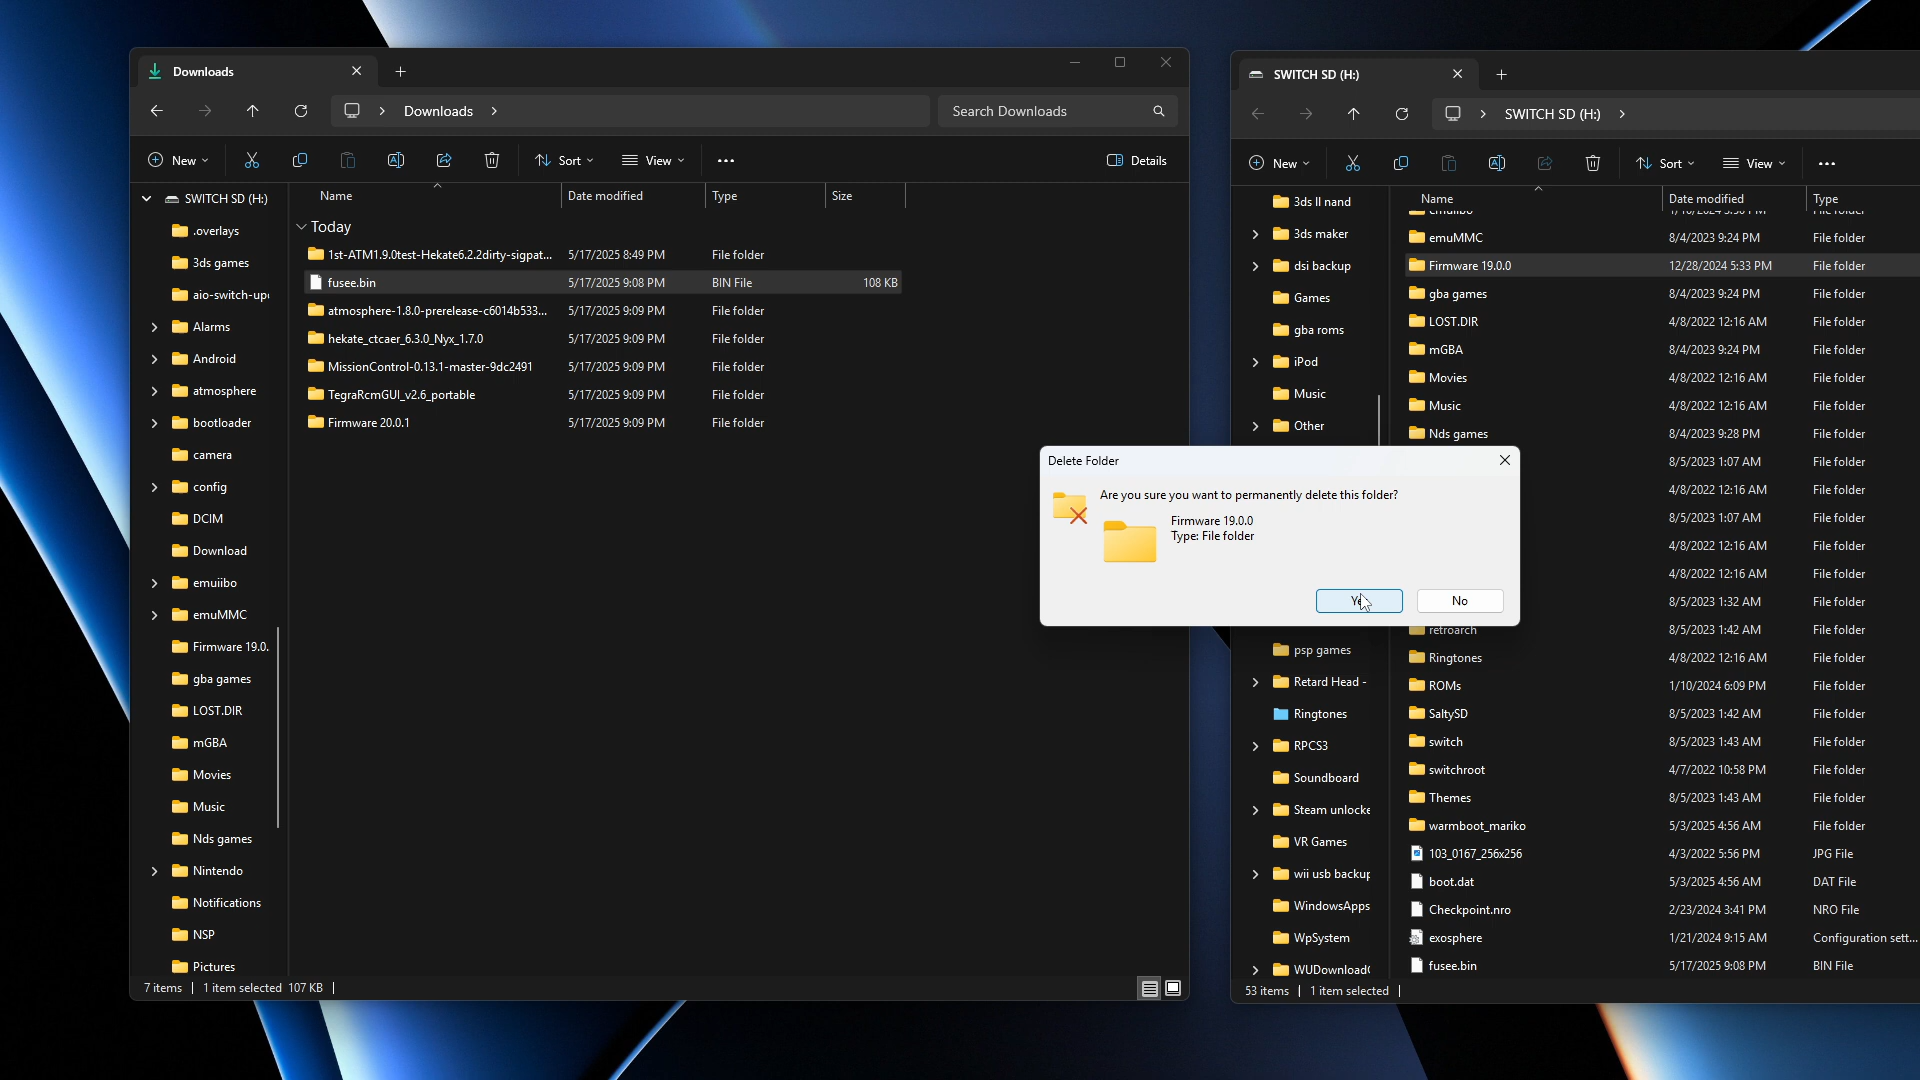 Downloads
Downloads
Search Downloads
New
Sort
View
Details
SWITCH SD (H:)
.overlays
3ds games
aio-switch-up
Alarms
Android
atmosphere
bootloader
camera
config
DCIM
Download
emuiibo
emuMMC
Firmware 19.0.
gba games
LOST.DIR
mGBA
Movies
Music
Nds games
Nintendo
Notifications
NSP
Pictures
Name Date modified Type Size
Today
1st-ATM1.9.0test-Hekate6.2.2dirty-sigpat... 5/17/2025 8:49 PM File folder
fusee.bin 5/17/2025 9:08 PM BIN File 108 KB
atmosphere-1.8.0-prerelease-c6014b533... 5/17/2025 9:09 PM File folder
hekate_ctcaer_6.3.0_Nyx_1.7.0 5/17/2025 9:09 PM File folder
MissionControl-0.13.1-master-9dc2491 5/17/2025 9:09 PM File folder
TegraRcmGUI_v2.6_portable 5/17/2025 9:09 PM File folder
Firmware 20.0.1 5/17/2025 9:09 PM File folder
7 items 1 item selected 107 KB
SWITCH SD (H:)
SWITCH SD (H:)
New
Sort
View
3ds ll nand
3ds maker
dsi backup
Games
gba roms
iPod
Music
Other
psp games
Retard Head -
Ringtones
RPCS3
Soundboard
Steam unlocke
VR Games
wii usb backup
WindowsApps
WpSystem
WUDownload
Name Date modified Type
emuMMC 8/4/2023 9:24 PM File folder
Firmware 19.0.0 12/28/2024 5:33 PM File folder
gba games 8/4/2023 9:24 PM File folder
LOST.DIR 4/8/2022 12:16 AM File folder
mGBA 8/4/2023 9:24 PM File folder
Movies 4/8/2022 12:16 AM File folder
Music 4/8/2022 12:16 AM File folder
Nds games 8/4/2023 9:28 PM File folder
8/5/2023 1:07 AM File folder
4/8/2022 12:16 AM File folder
8/5/2023 1:07 AM File folder
4/8/2022 12:16 AM File folder
4/8/2022 12:16 AM File folder
8/5/2023 1:32 AM File folder
retroarch 8/5/2023 1:42 AM File folder
Ringtones 4/8/2022 12:16 AM File folder
ROMs 1/10/2024 6:09 PM File folder
SaltySD 8/5/2023 1:42 AM File folder
switch 8/5/2023 1:43 AM File folder
switchroot 4/7/2022 10:58 PM File folder
Themes 8/5/2023 1:43 AM File folder
warmboot_mariko 5/3/2025 4:56 AM File folder
103_0167_256x256 4/3/2022 5:56 PM JPG File
boot.dat 5/3/2025 4:56 AM DAT File
Checkpoint.nro 2/23/2024 3:41 PM NRO File
exosphere 1/21/2024 9:15 AM Configuration sett...
fusee.bin 5/17/2025 9:08 PM BIN File
53 items 1 item selected
Delete Folder
Are you sure you want to permanently delete this folder?
Firmware 19.0.0
Type: File folder
No